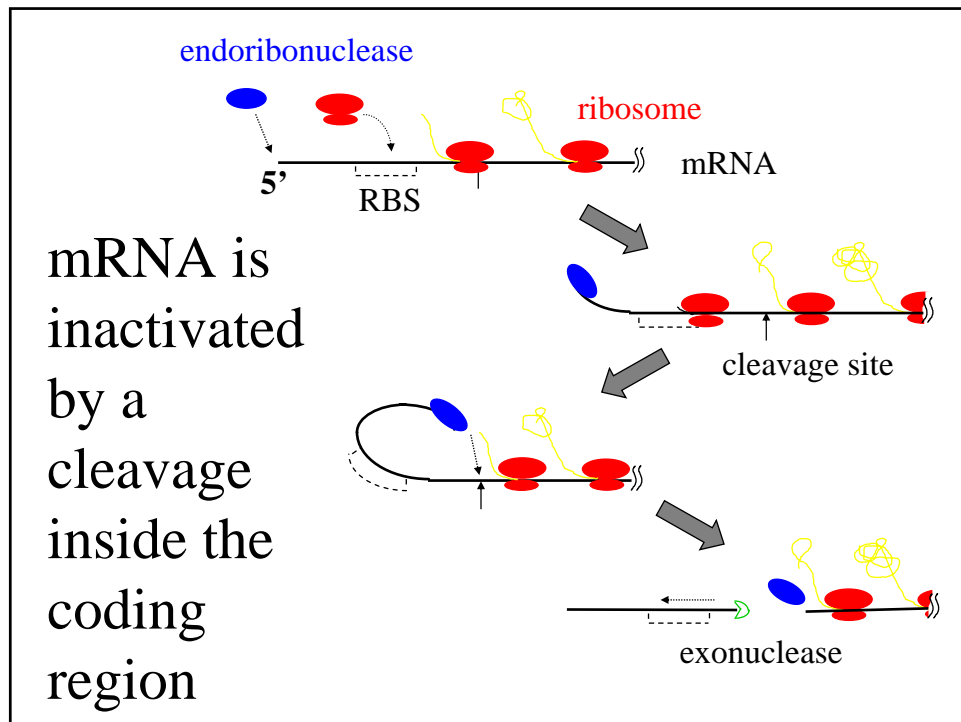 endoribonuclease
ribosome
mRNA
5’
RBS
mRNA is
inactivated
by a
cleavage
inside the
coding
region
cleavage site
exonuclease